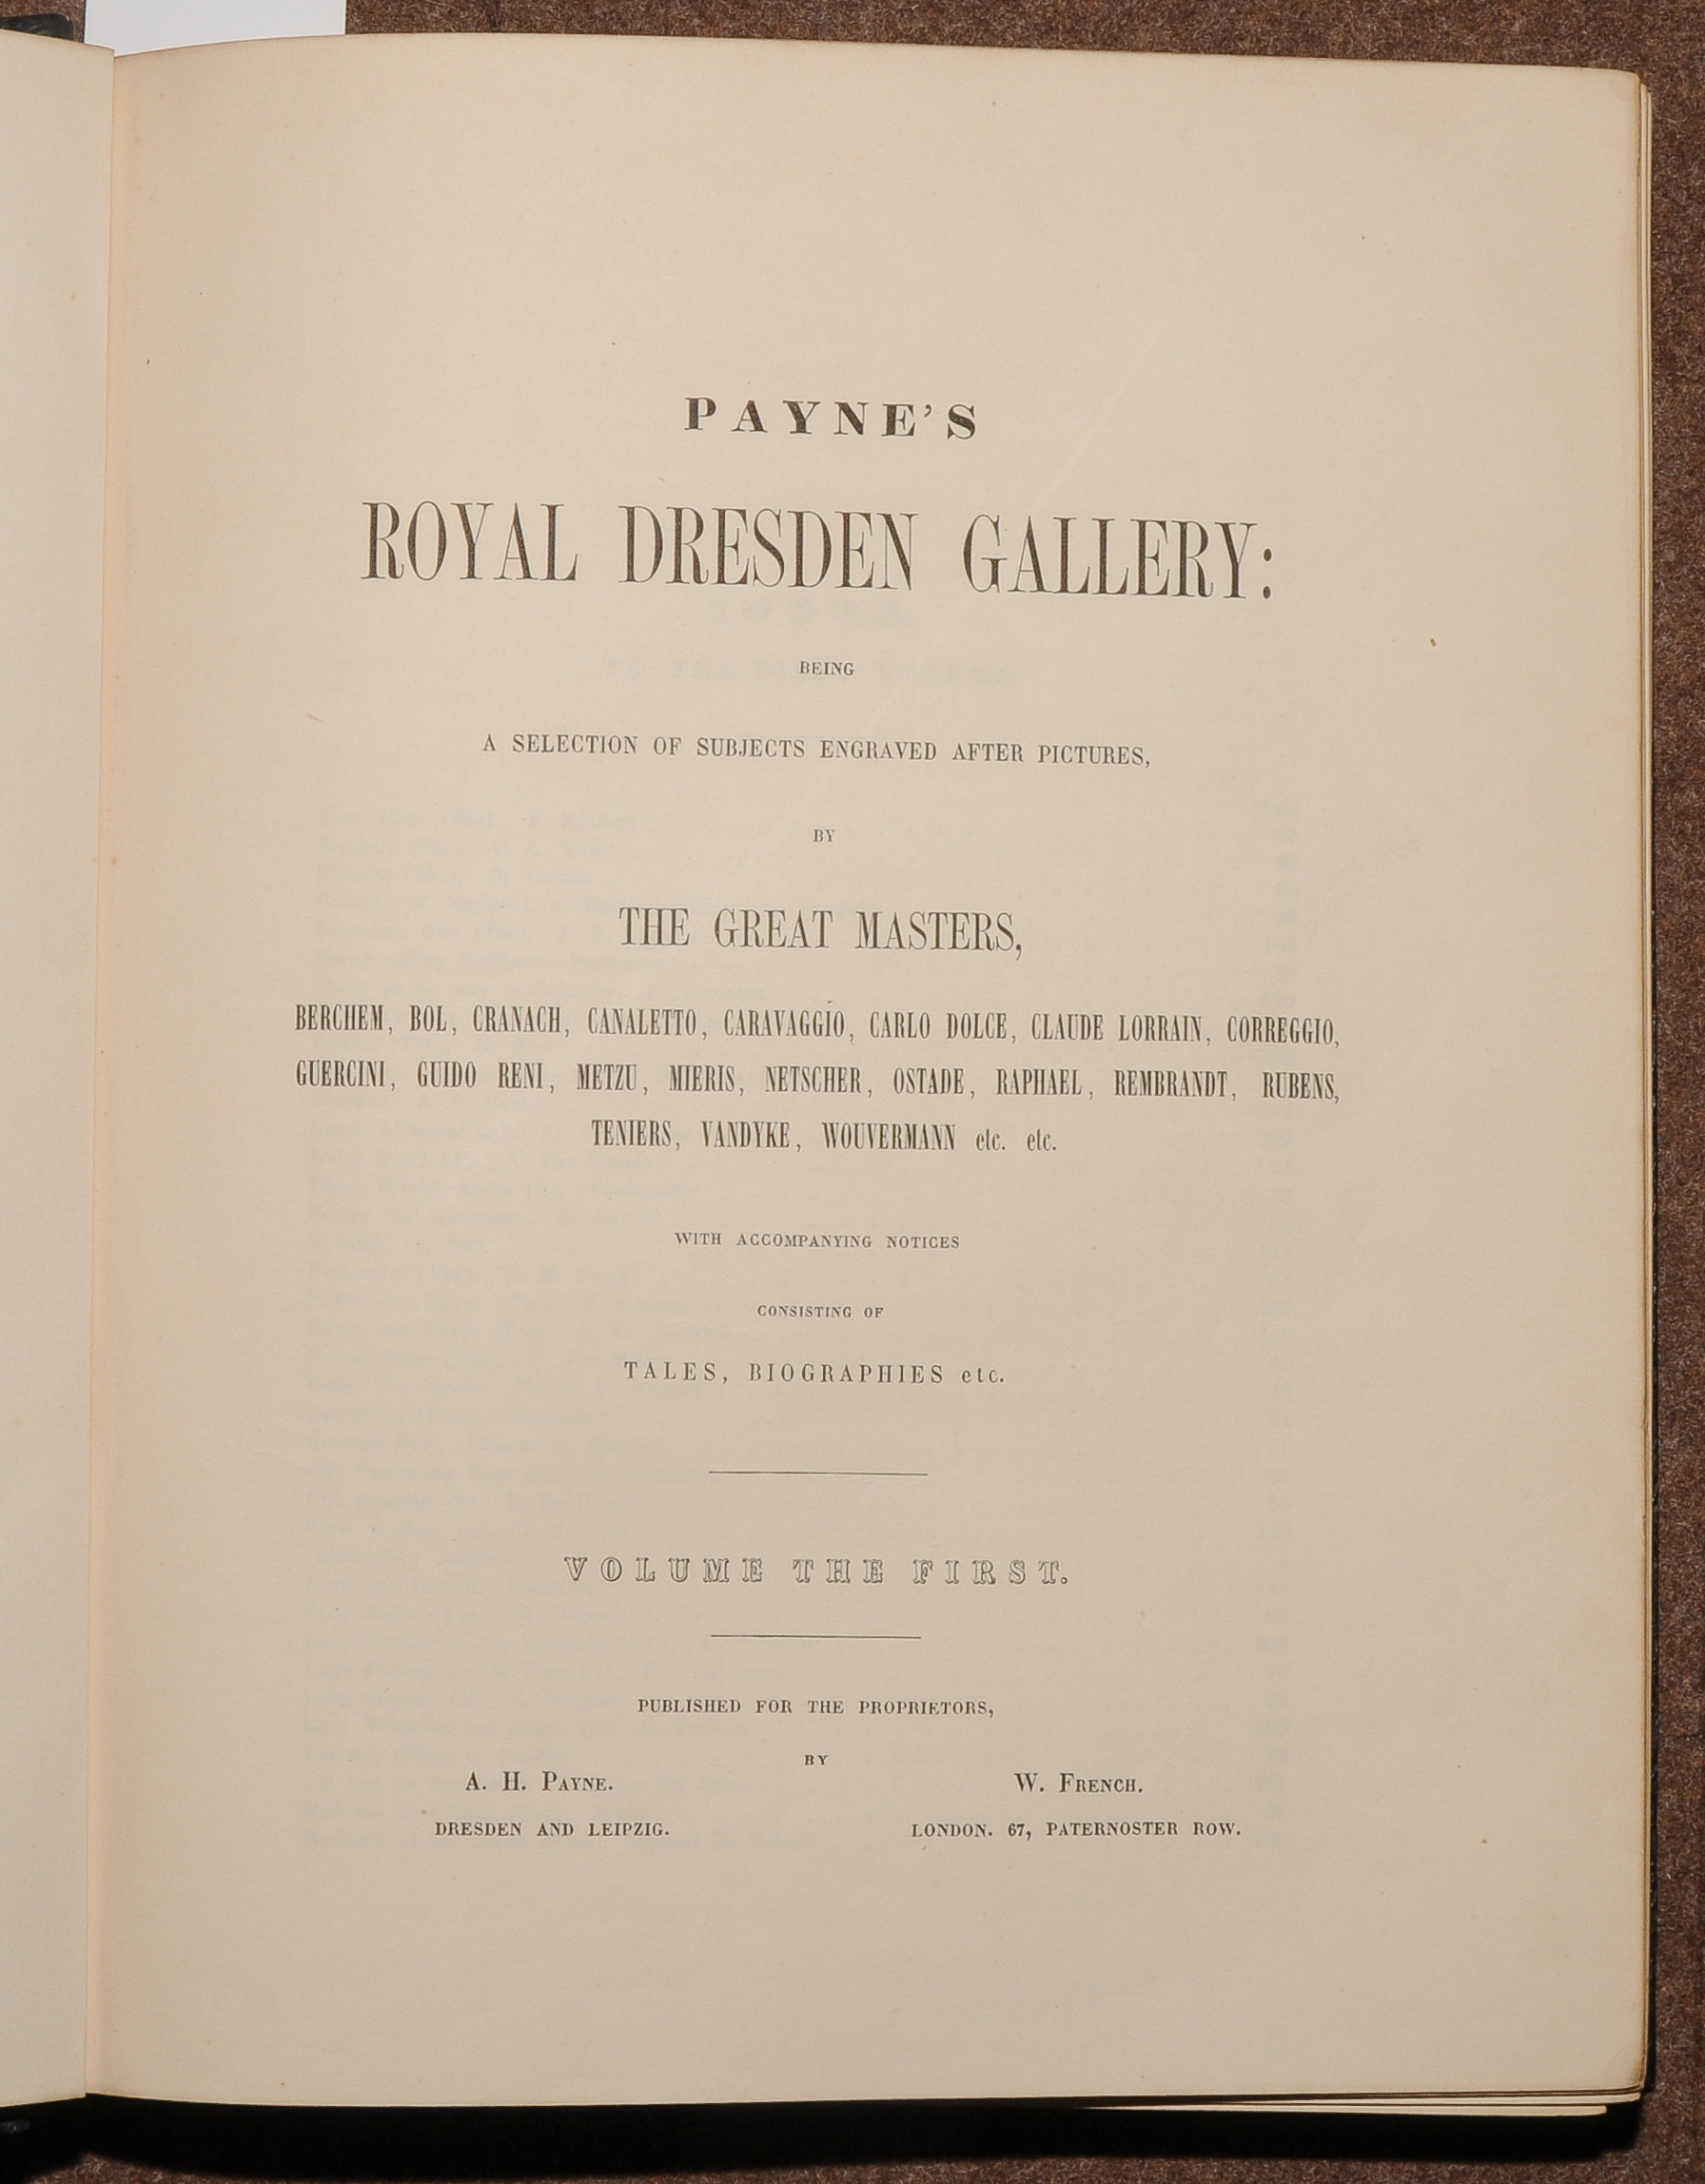 PAYNE'S
ROYAL DRESDEN GALLERY:
BEING
A SELECTION OF SUBJECTS ENGRAVED AFTER PICTURES,
BY
THE GREAT MASTERS,
BERCHEM, BOL, CRANACH, CANALETTO, CARAVAGGIO, CARLO DOLCE, CLAUDE LORRAIN, CORREGGIO,
GUERCINI, GUIDO RENI, METZU, MIERIS, NETSCHER, OSTADE, RAPHAEL, REMBRANDT, RUBENS,
TENIERS, VANDYKE, WOUVERMANN etc. etc.
WITH ACCOMPANYING NOTICES
CONSISTING OF
TALES, BIOGRAPHIES etc.
VOLUME THE FIRST.
PUBLISHED FOR THE PROPRIETORS,
BY
A. H. PAYNE. W. FRENCH.
DRESDEN AND LEIPZIG. LONDON. 67, PATERNOSTER ROW.